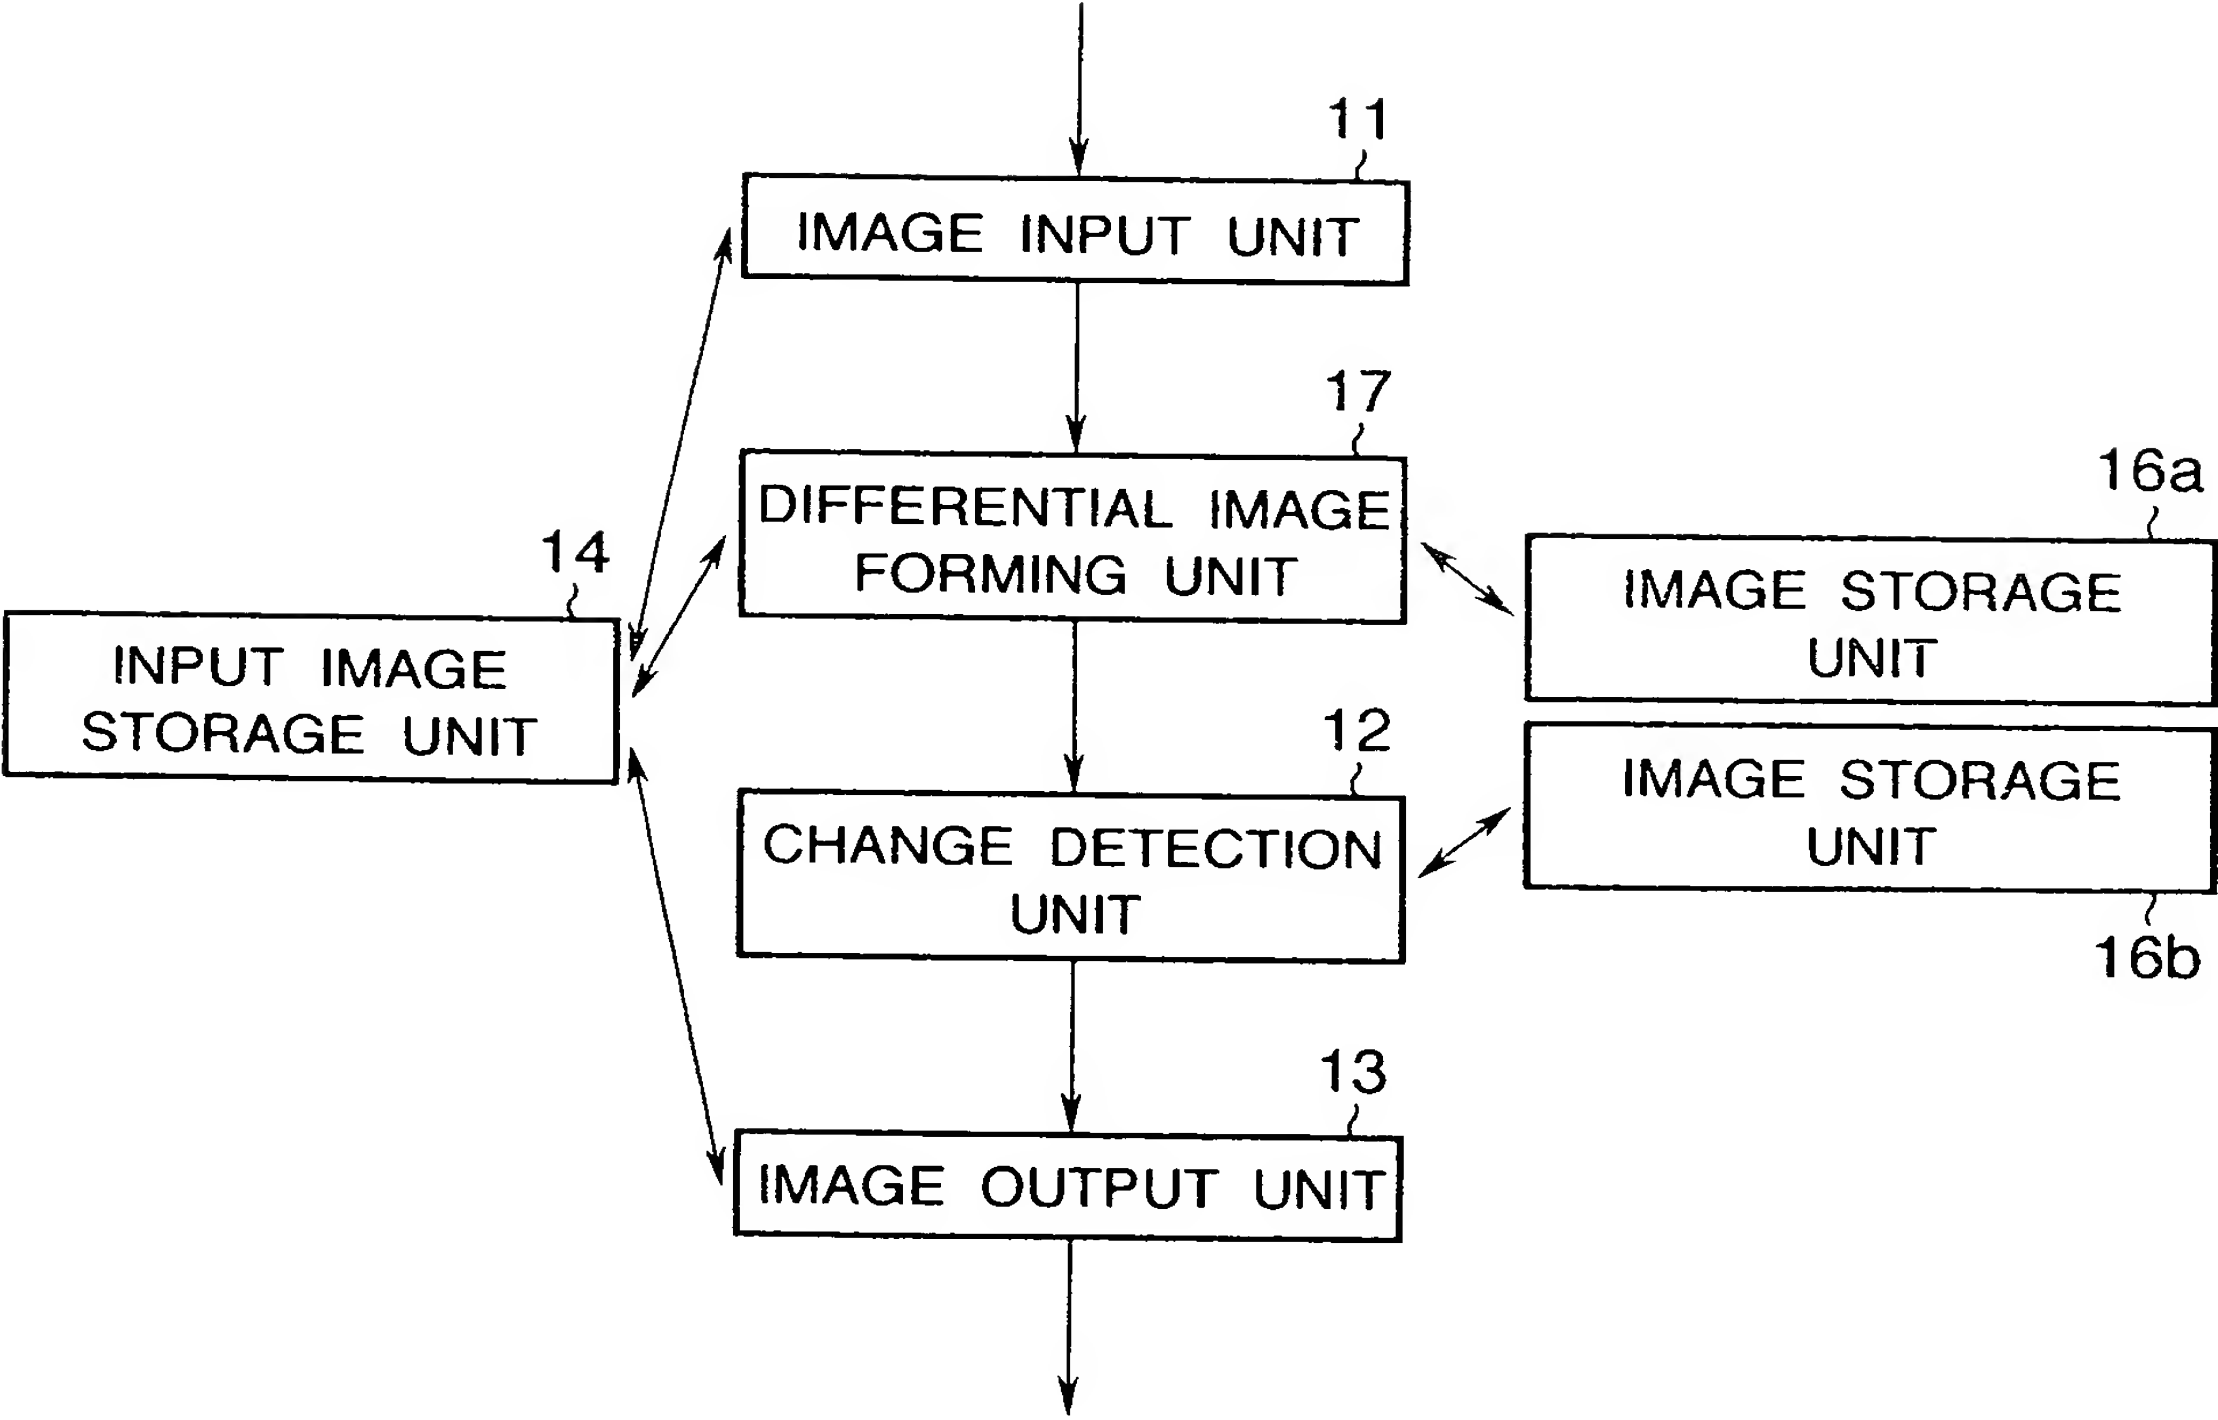 11
IMAGE INPUT UNIT
17
DIFFERENTIAL IMAGE
FORMING UNIT
16a
IMAGE STORAGE
UNIT
14
INPUT IMAGE
STORAGE UNIT
12
CHANGE DETECTION
UNIT
IMAGE STORAGE
UNIT
16b
13
IMAGE OUTPUT UNIT